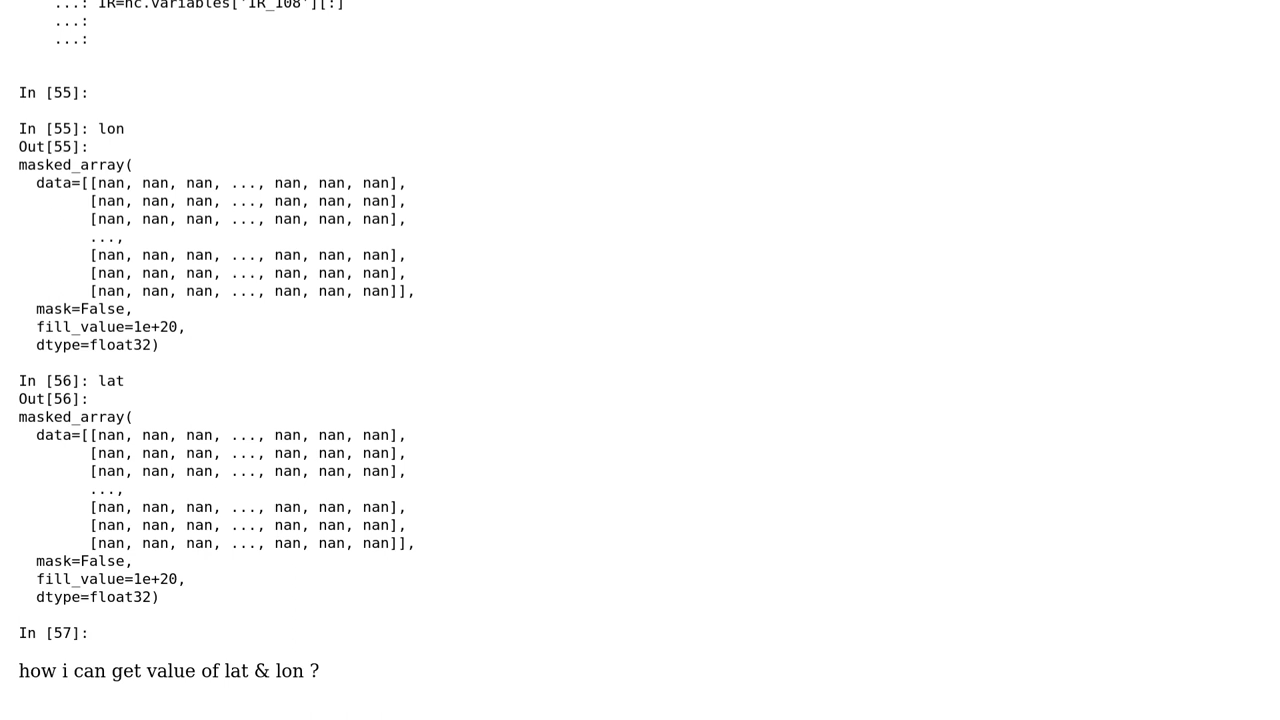 ...: IR=nc.variables['IR_108'][:]
...:
...:
In [55]:
In [55]: lon
Out[55]:
masked_array(
data=[[nan, nan, nan, ..., nan, nan, nan],
[nan, nan, nan, ..., nan, nan, nan],
[nan, nan, nan, ..., nan, nan, nan],
...,
[nan, nan, nan, ..., nan, nan, nan],
[nan, nan, nan, ..., nan, nan, nan],
[nan, nan, nan, ..., nan, nan, nan]],
mask=False,
fill_value=1e+20,
dtype=float32)
In [56]: lat
Out[56]:
masked_array(
data=[[nan, nan, nan, ..., nan, nan, nan],
[nan, nan, nan, ..., nan, nan, nan],
[nan, nan, nan, ..., nan, nan, nan],
...,
[nan, nan, nan, ..., nan, nan, nan],
[nan, nan, nan, ..., nan, nan, nan],
[nan, nan, nan, ..., nan, nan, nan]],
mask=False,
fill_value=1e+20,
dtype=float32)
In [57]:
how i can get value of lat & lon ?